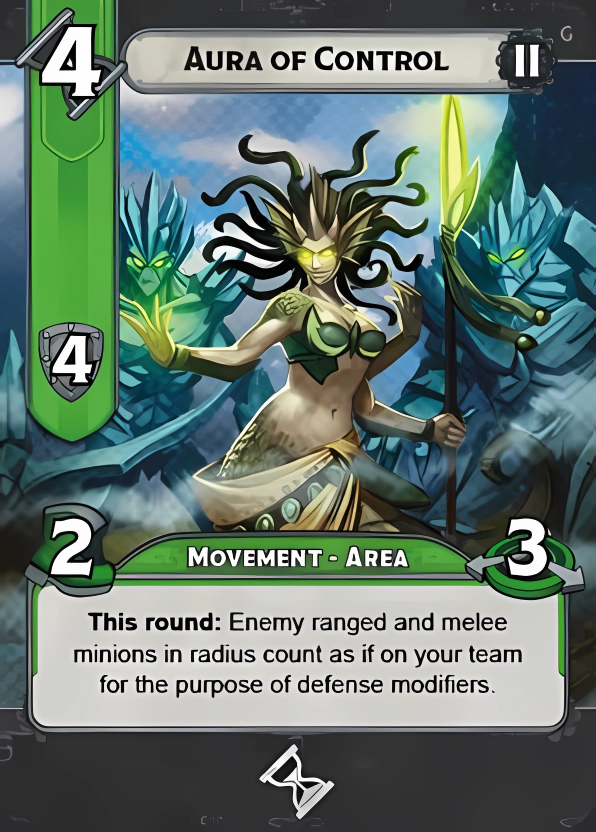 4
AURA OF CONTROL
II
G
4
2
MOVEMENT - AREA
3
This round: Enemy ranged and melee
minions in radius count as if on your team
for the purpose of defense modifiers.